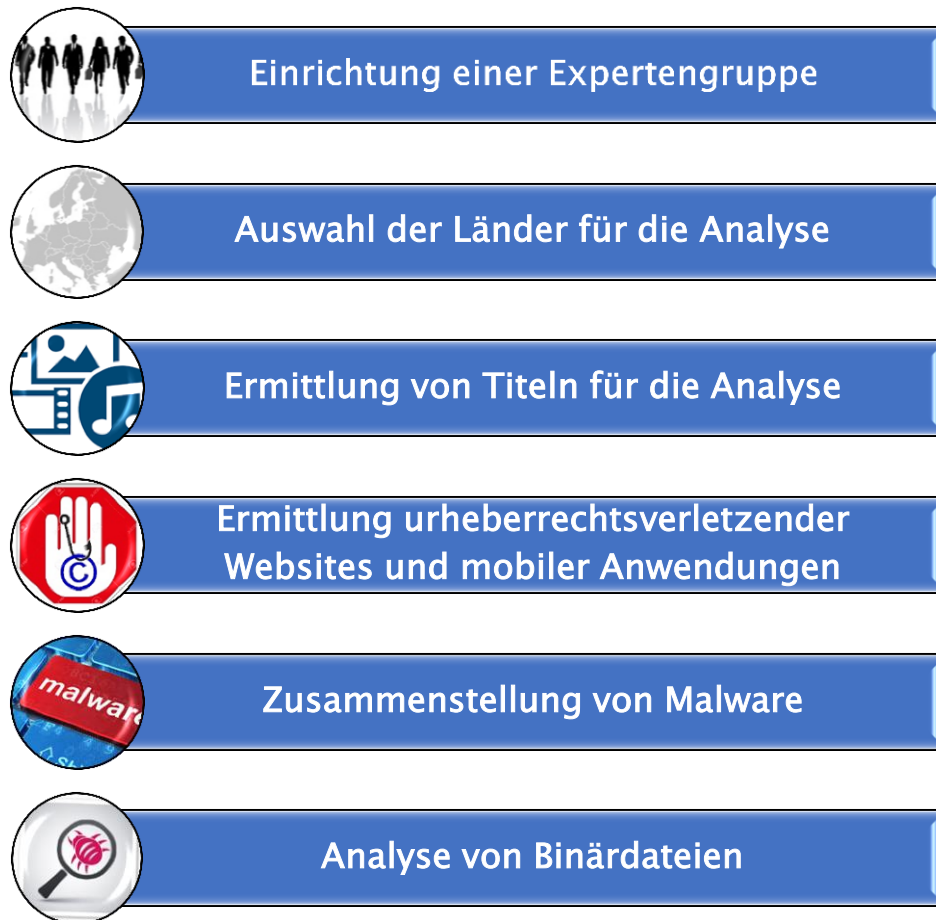 Einrichtung einer Expertengruppe
Auswahl der Länder für die Analyse
Ermittlung von Titeln für die Analyse
©
Ermittlung urheberrechtsverletzender
Websites und mobiler Anwendungen
malware
Zusammenstellung von Malware
Analyse von Binärdateien